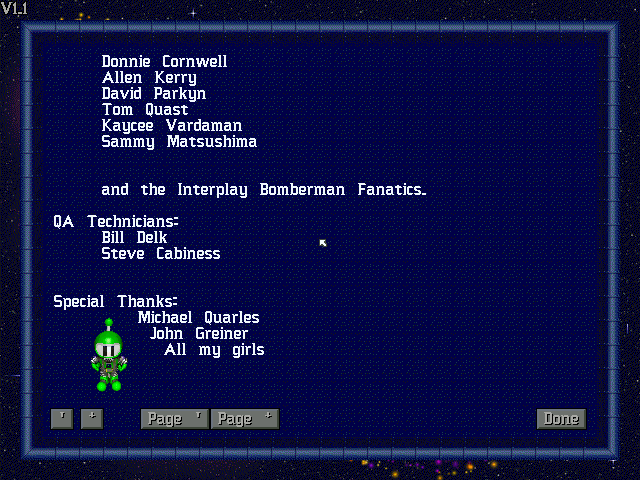 V1.1
Donnie Cornwell
Allen Kerry
David Parkyn
Tom Quast
Kaycee Vardaman
Sammy Matsushima
and the Interplay Bomberman Fanatics.
QA Technicians:
Bill Delk
Steve Cabiness
Special Thanks:
Michael Quarles
John Greiner
All my girls
Page Page Done